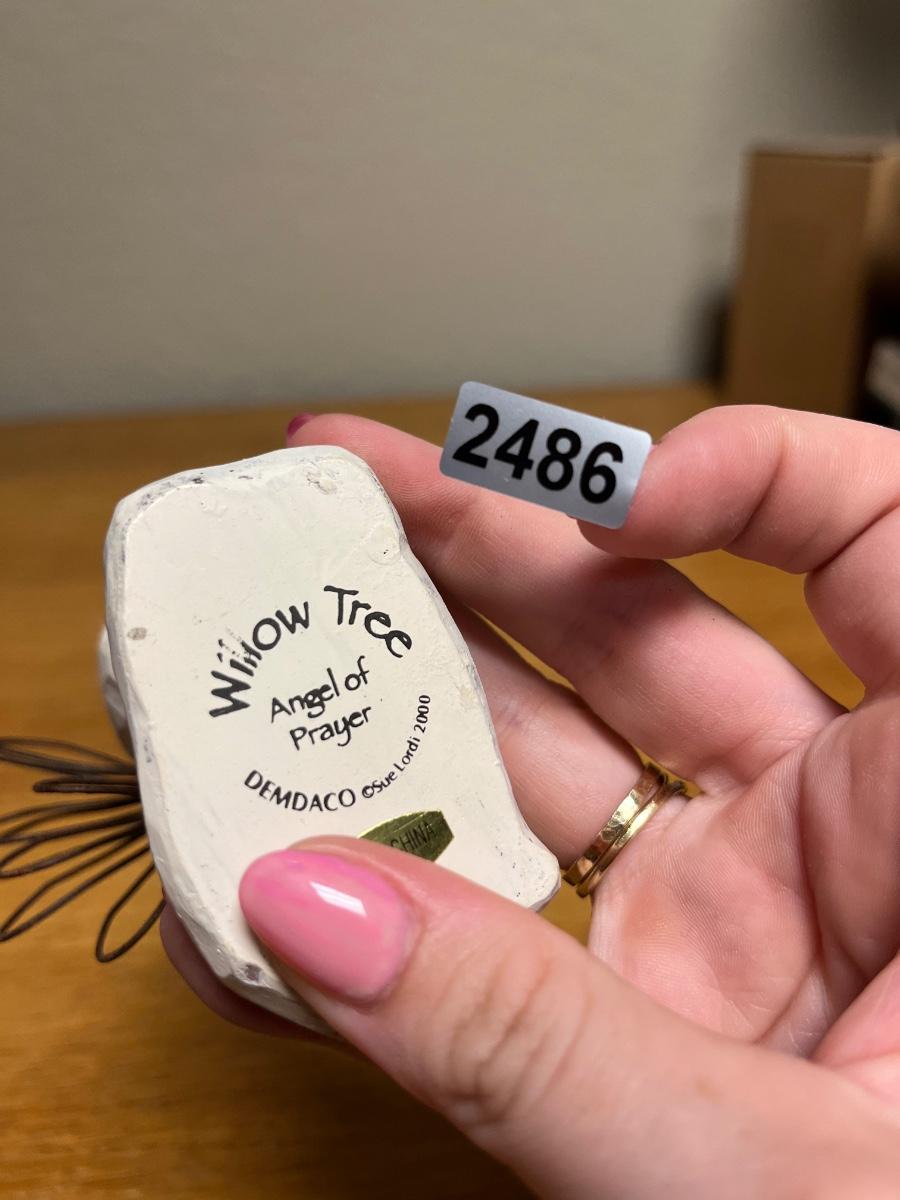 2486
Willow Tree
Angel of
Prayer
DEMDACO ©Sue Lordi 2000
CHINA